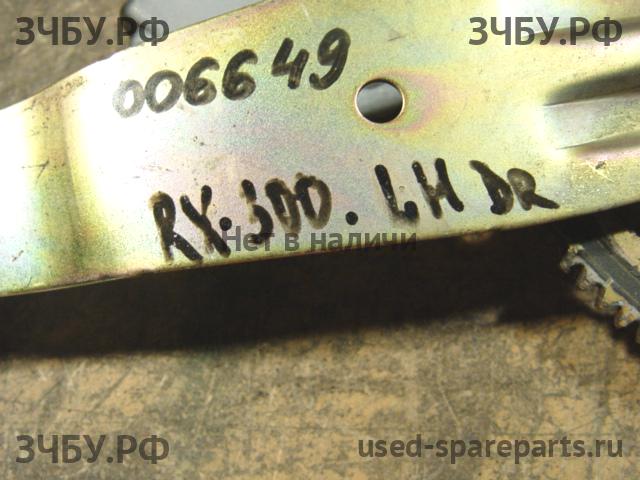 ЗЧБУ.РФ ЗЧБУ.РФ
006649
RX.300. LH DR
Нет в наличии
ЗЧБУ.РФ used-spareparts.ru